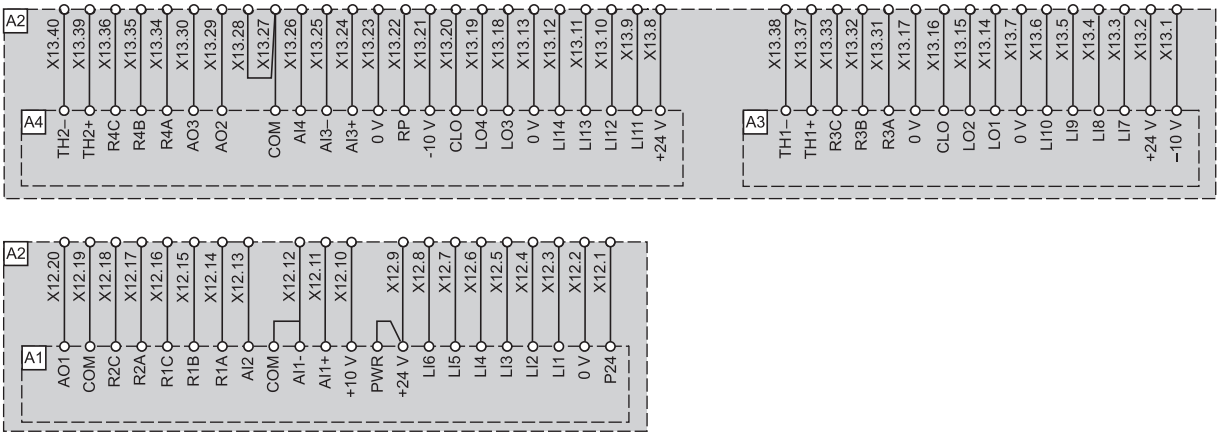 A2
X13.40 X13.39 X13.36 X13.35 X13.34 X13.30 X13.29 X13.28 X13.27 X13.26 X13.25 X13.24 X13.23 X13.22 X13.21 X13.20 X13.19 X13.18 X13.13 X13.12 X13.11 X13.10 X13.9 X13.8
X13.38 X13.37 X13.33 X13.32 X13.31 X13.17 X13.16 X13.15 X13.14 X13.7 X13.6 X13.5 X13.4 X13.3 X13.2 X13.1
A4
TH2– TH2+ R4C R4B R4A AO3 AO2 COM AI4 AI3– AI3+ 0 V RP -10 V CLO LO4 LO3 0 V LI14 LI13 LI12 LI11 +24 V
A3
TH1– TH1+ R3C R3B R3A 0 V CLO LO2 LO1 0 V LI10 LI9 LI8 LI7 +24 V –10 V
A2
X12.20 X12.19 X12.18 X12.17 X12.16 X12.15 X12.14 X12.13 X12.12 X12.11 X12.10 X12.9 X12.8 X12.7 X12.6 X12.5 X12.4 X12.3 X12.2 X12.1
A1
AO1 COM R2C R2A R1C R1B R1A AI2 COM AI1- AI1+ +10 V PWR +24 V LI6 LI5 LI4 LI3 LI2 LI1 0 V P24